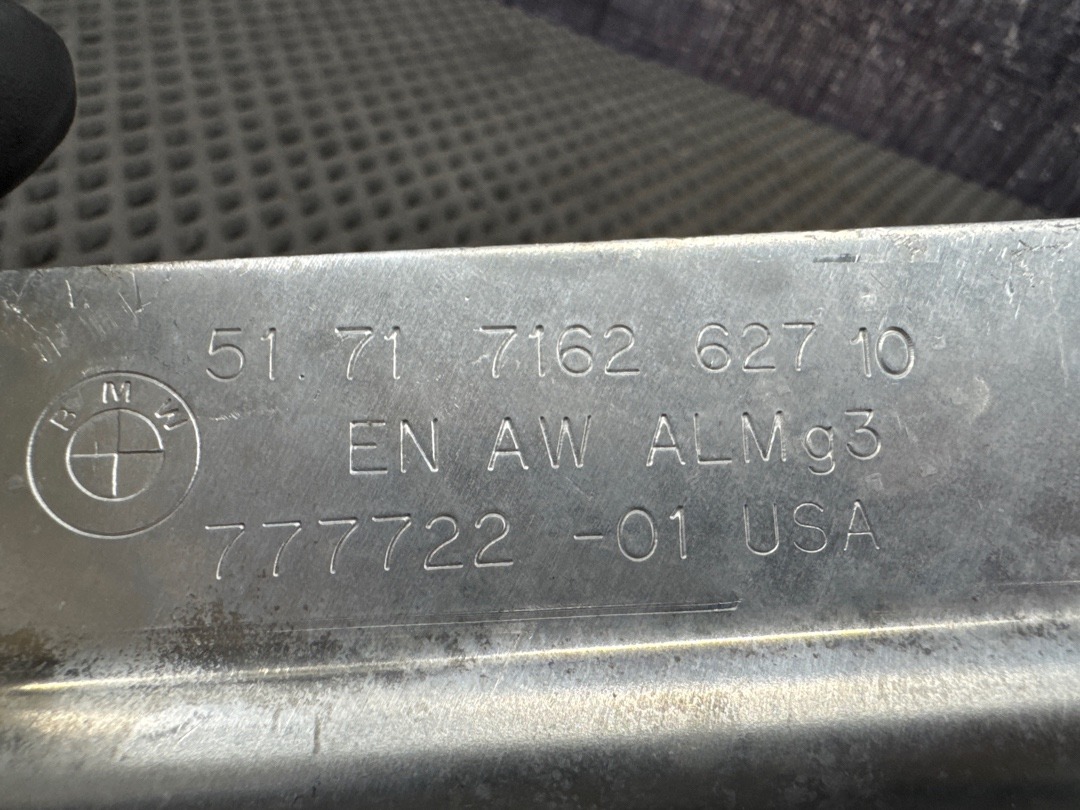 51. 71 7162 627 10
BMW
EN AW ALMg3
777722 -01 USA